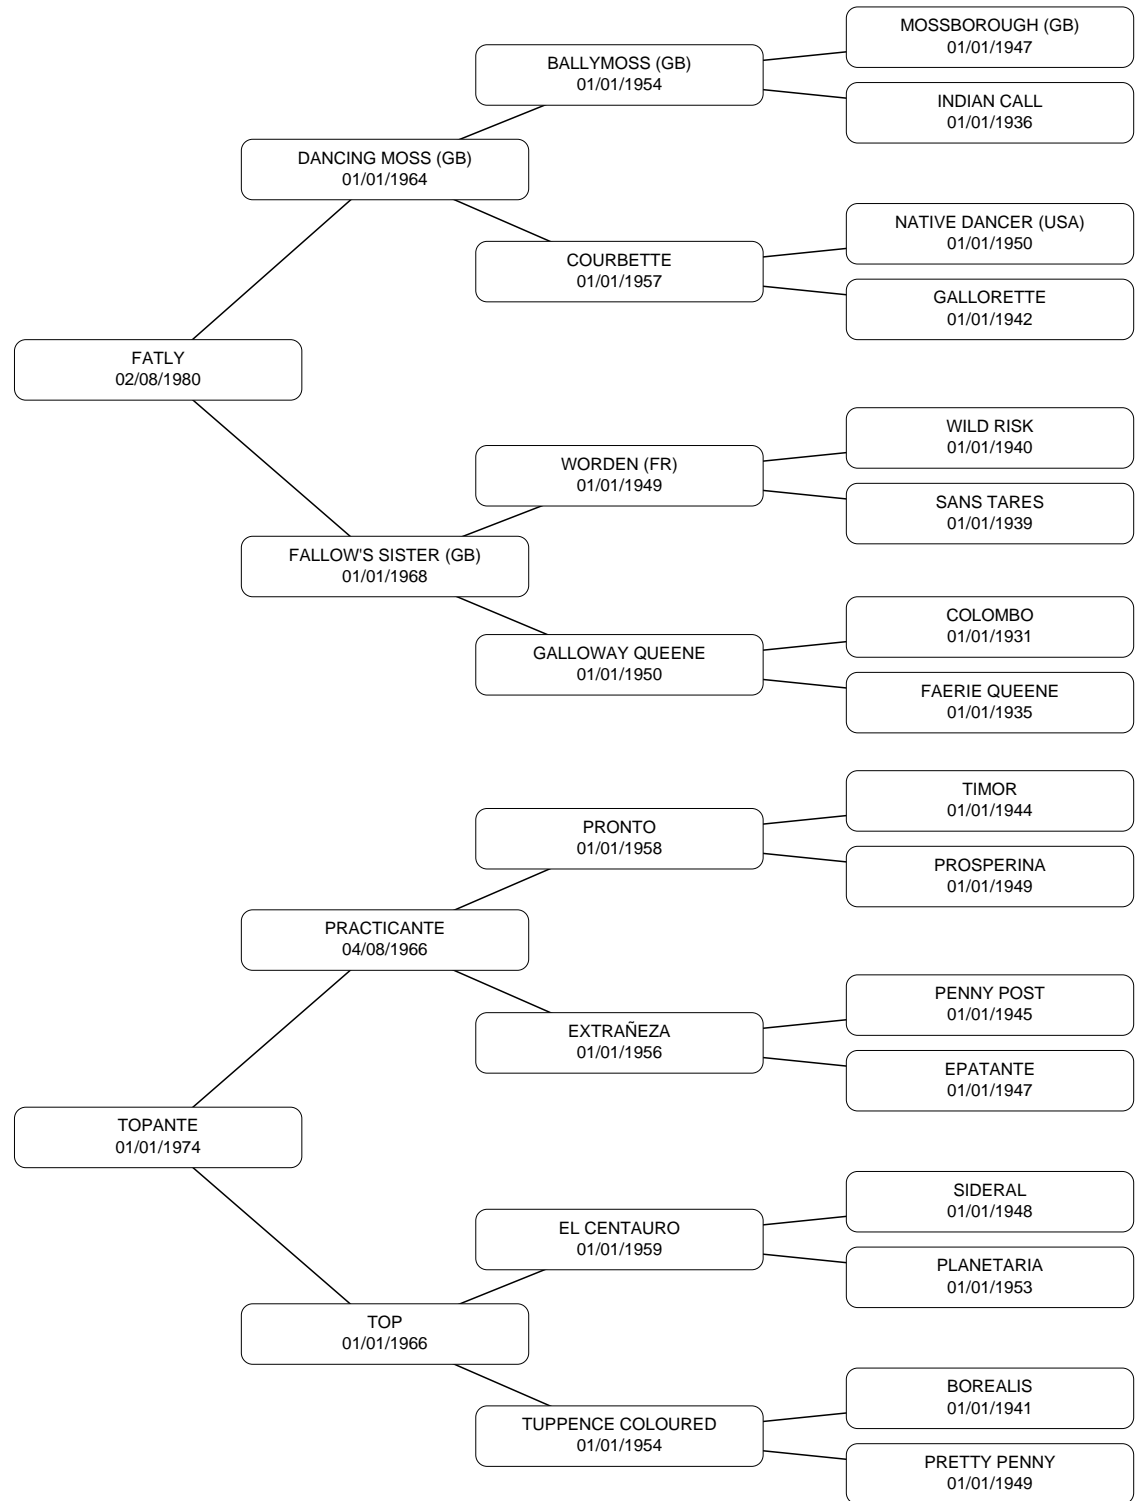 MOSSBOROUGH (GB)
01/01/1947
BALLYMOSS (GB)
01/01/1954
INDIAN CALL
01/01/1936
DANCING MOSS (GB)
01/01/1964
NATIVE DANCER (USA)
01/01/1950
COURBETTE
01/01/1957
GALLORETTE
01/01/1942
FATLY
02/08/1980
WILD RISK
01/01/1940
WORDEN (FR)
01/01/1949
SANS TARES
01/01/1939
FALLOW'S SISTER (GB)
01/01/1968
COLOMBO
01/01/1931
GALLOWAY QUEENE
01/01/1950
FAERIE QUEENE
01/01/1935
TIMOR
01/01/1944
PRONTO
01/01/1958
PROSPERINA
01/01/1949
PRACTICANTE
04/08/1966
PENNY POST
01/01/1945
EXTRAÑEZA
01/01/1956
EPATANTE
01/01/1947
TOPANTE
01/01/1974
SIDERAL
01/01/1948
EL CENTAURO
01/01/1959
PLANETARIA
01/01/1953
TOP
01/01/1966
BOREALIS
01/01/1941
TUPPENCE COLOURED
01/01/1954
PRETTY PENNY
01/01/1949